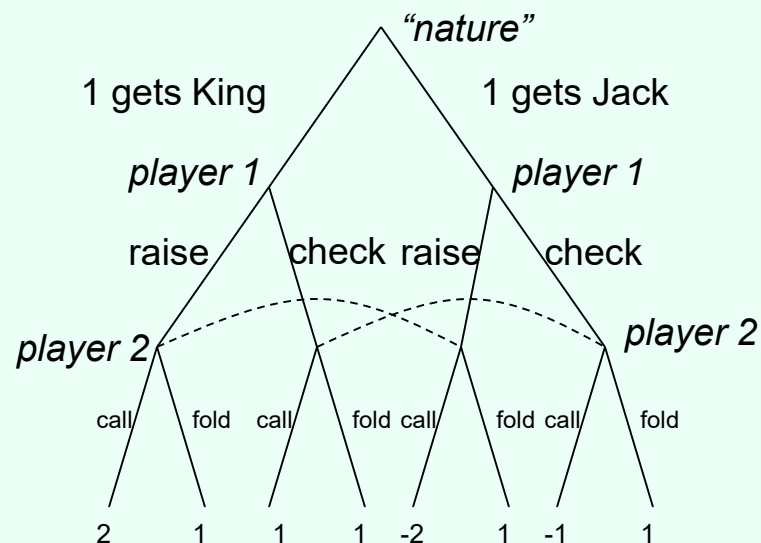 “nature”
1 gets King
1 gets Jack
player 1
player 1
raise
check
raise
check
player 2
player 2
call
fold
call
fold
call
fold
call
fold
2
1
1
1
-2
1
-1
1